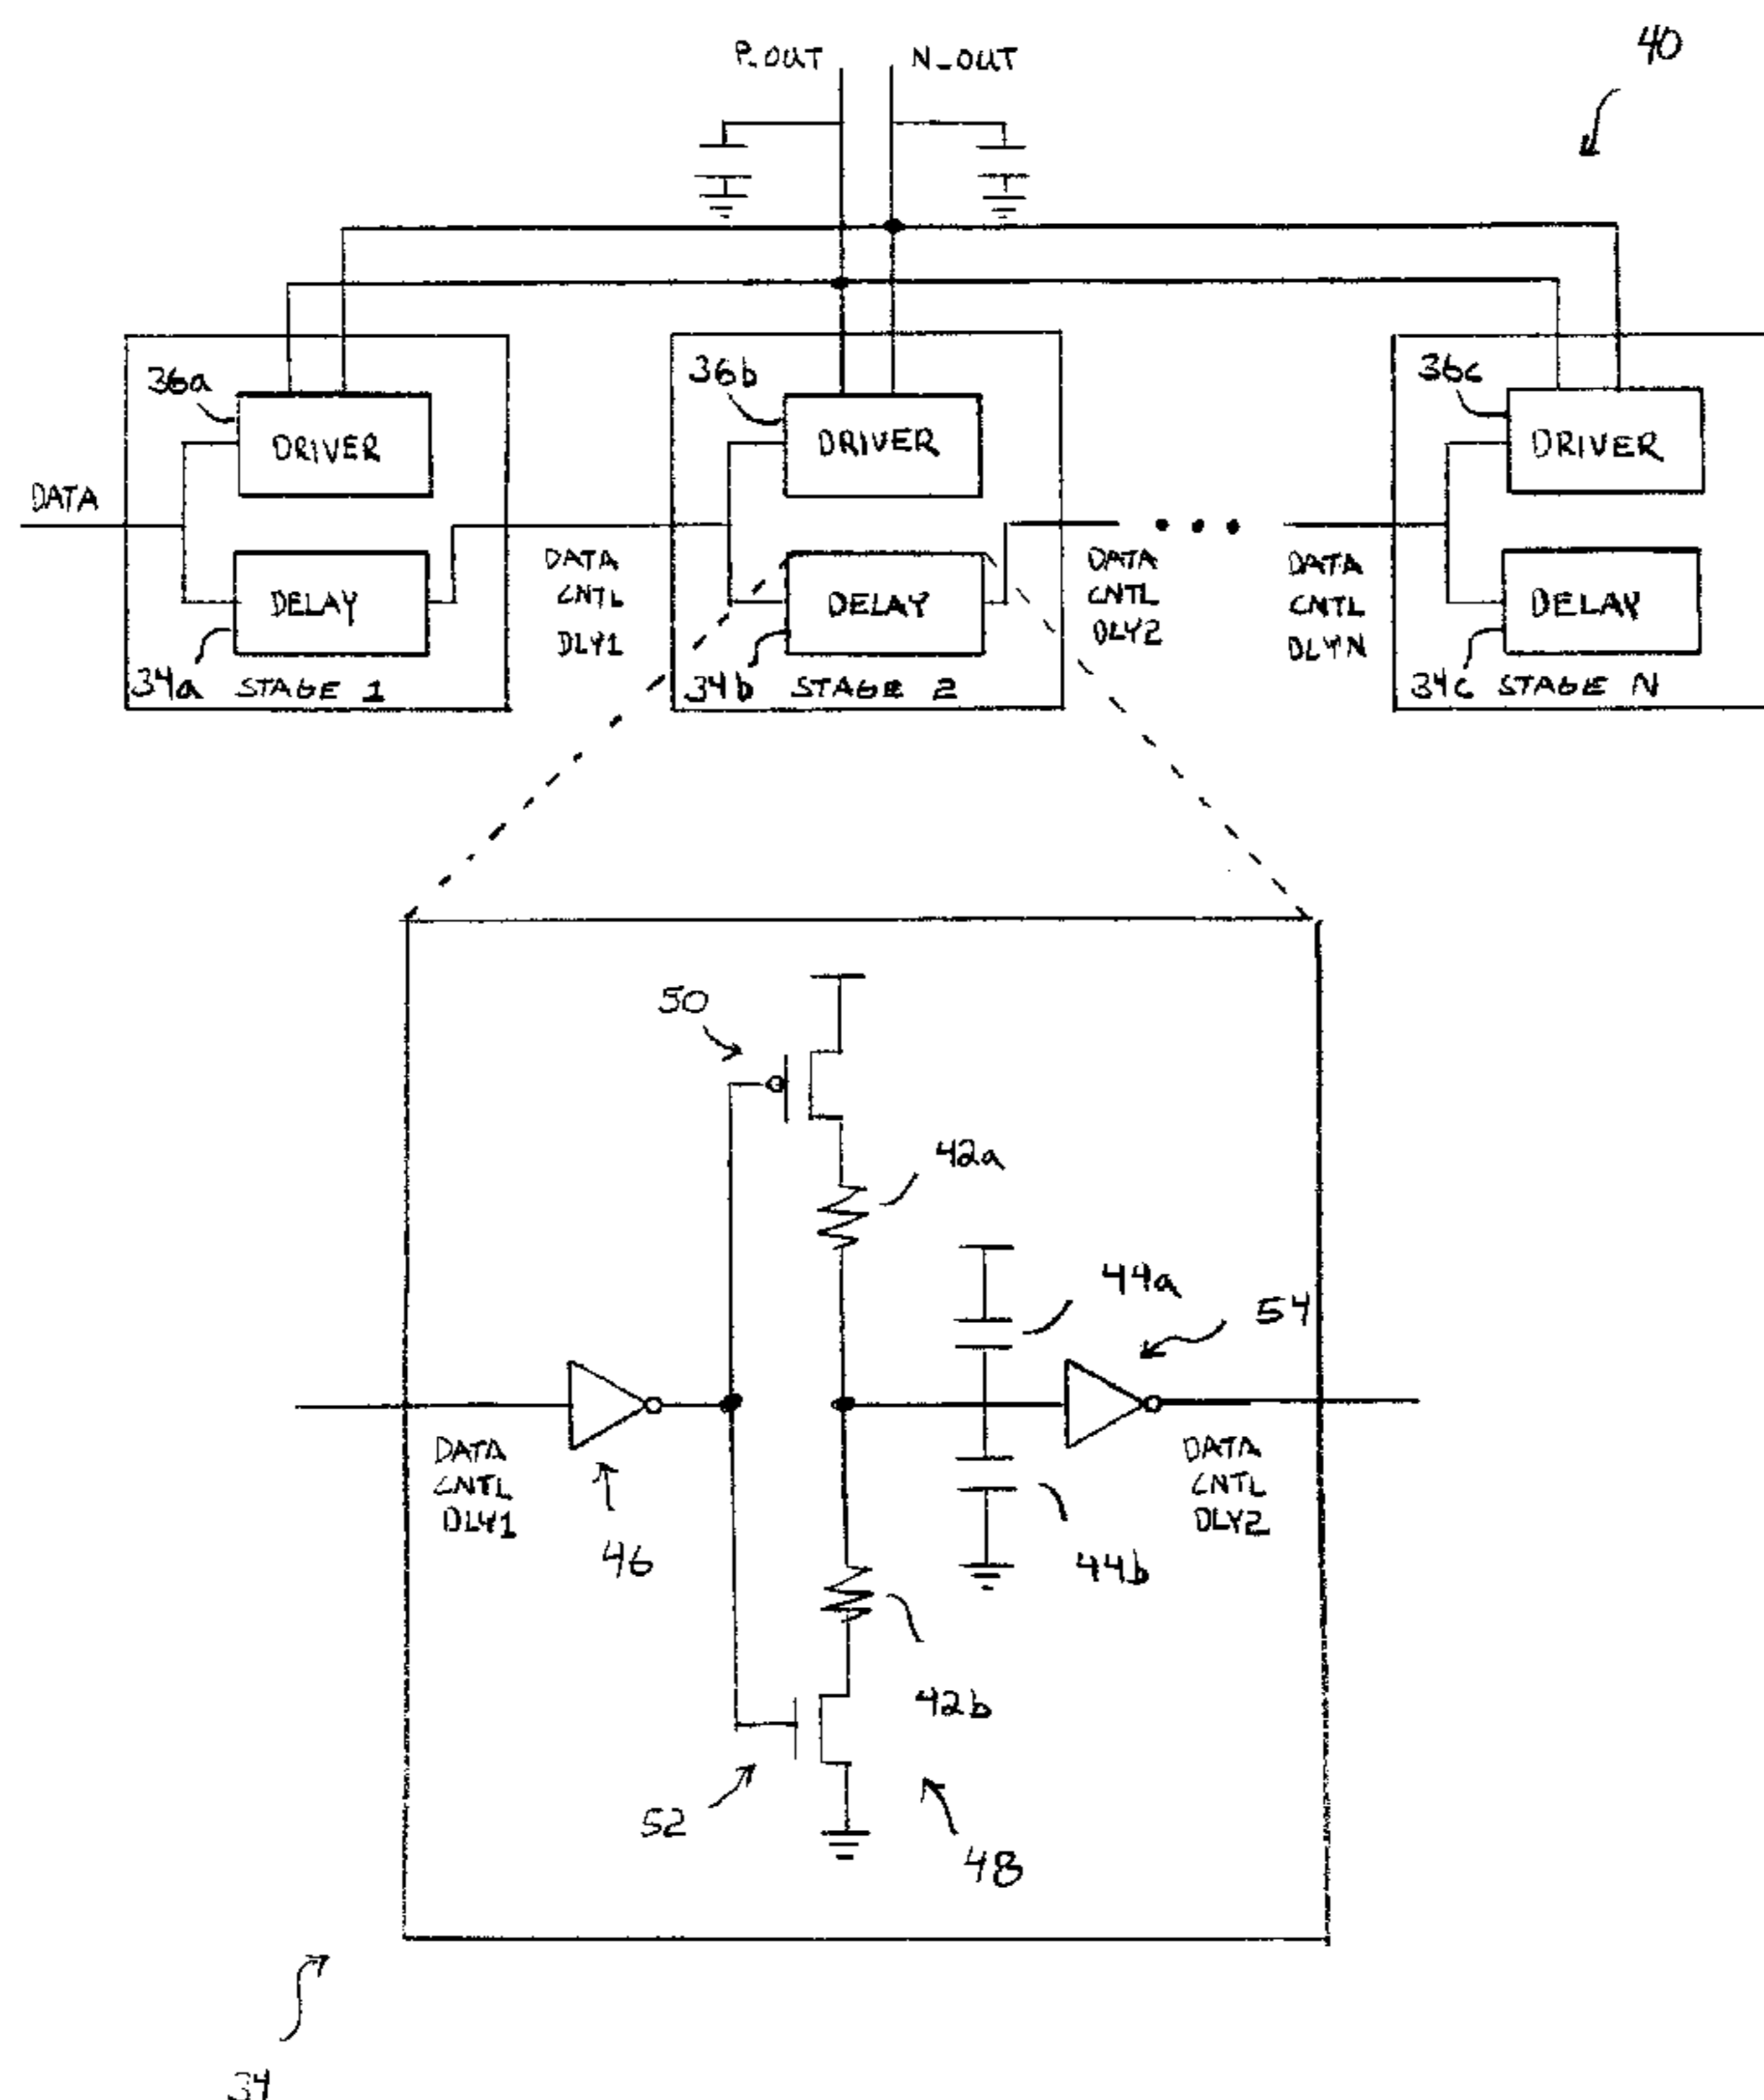 40
P_OUT N_OUT
36a
DRIVER
36b
DRIVER
36c
DRIVER
DATA
DELAY
34a STAGE 1
DATA
CNTL
DLY1
DELAY
34b STAGE 2
DATA
CNTL
DLY2
DATA
CNTL
DLYN
DELAY
34c STAGE N
50
42a
44a
54
DATA
CNTL
DLY1
46
DATA
CNTL
DLY2
44b
42b
52
48
34